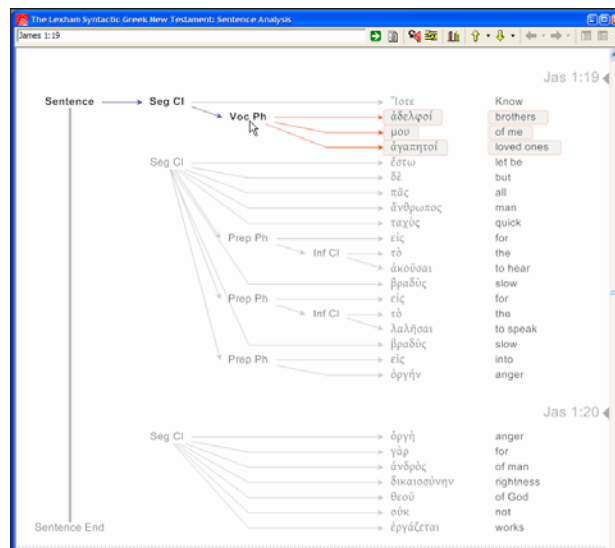 The Lexham Syntactic Greek New Testament: Sentence Analysis
James 1:19
Jas 1:19
Sentence Seg Cl Ἴστε Know
Voc Ph ἀδελφοί brothers
μου of me
ἀγαπητοί loved ones
Seg Cl ἔστω let be
δὲ but
πᾶς all
ἄνθρωπος man
ταχὺς quick
Prep Ph εἰς for
Inf Cl τὸ the
ἀκοῦσαι to hear
βραδὺς slow
Prep Ph εἰς for
Inf Cl τὸ the
λαλῆσαι to speak
βραδὺς slow
Prep Ph εἰς into
ὀργήν anger
Jas 1:20
Seg Cl ὀργὴ anger
γὰρ for
ἀνδρὸς of man
δικαιοσύνην rightness
θεοῦ of God
οὐκ not
Sentence End ἐργάζεται works